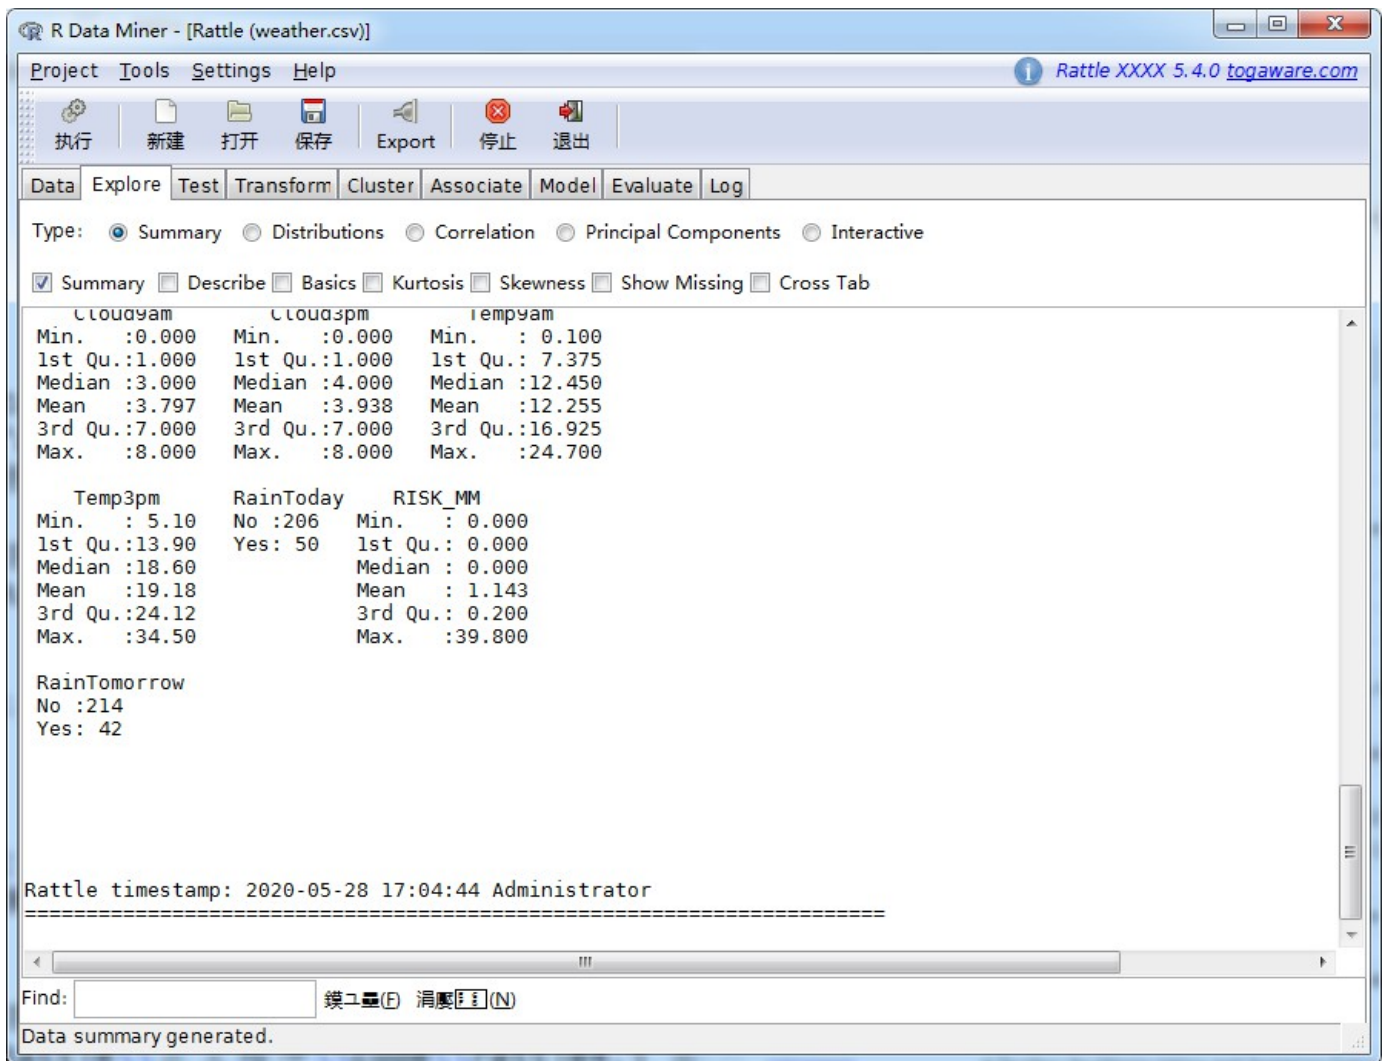 R Data Miner - [Rattle (weather.csv)]
Project Tools Settings Help Rattle XXXX 5.4.0 togaware.com
执行 新建 打开 保存 Export 停止 退出
Data Explore Test Transform Cluster Associate Model Evaluate Log
Type: Summary Distributions Correlation Principal Components Interactive
Summary Describe Basics Kurtosis Skewness Show Missing Cross Tab
Cloud9am Cloud3pm Temp9am
Min. :0.000 Min. :0.000 Min. : 0.100
1st Qu.:1.000 1st Qu.:1.000 1st Qu.: 7.375
Median :3.000 Median :4.000 Median :12.450
Mean :3.797 Mean :3.938 Mean :12.255
3rd Qu.:7.000 3rd Qu.:7.000 3rd Qu.:16.925
Max. :8.000 Max. :8.000 Max. :24.700
Temp3pm RainToday RISK_MM
Min. : 5.10 No :206 Min. : 0.000
1st Qu.:13.90 Yes: 50 1st Qu.: 0.000
Median :18.60 Median : 0.000
Mean :19.18 Mean : 1.143
3rd Qu.:24.12 3rd Qu.: 0.200
Max. :34.50 Max. :39.800
RainTomorrow
No :214
Yes: 42
Rattle timestamp: 2020-05-28 17:04:44 Administrator
======================================================================
Find: (F) (N)
Data summary generated.